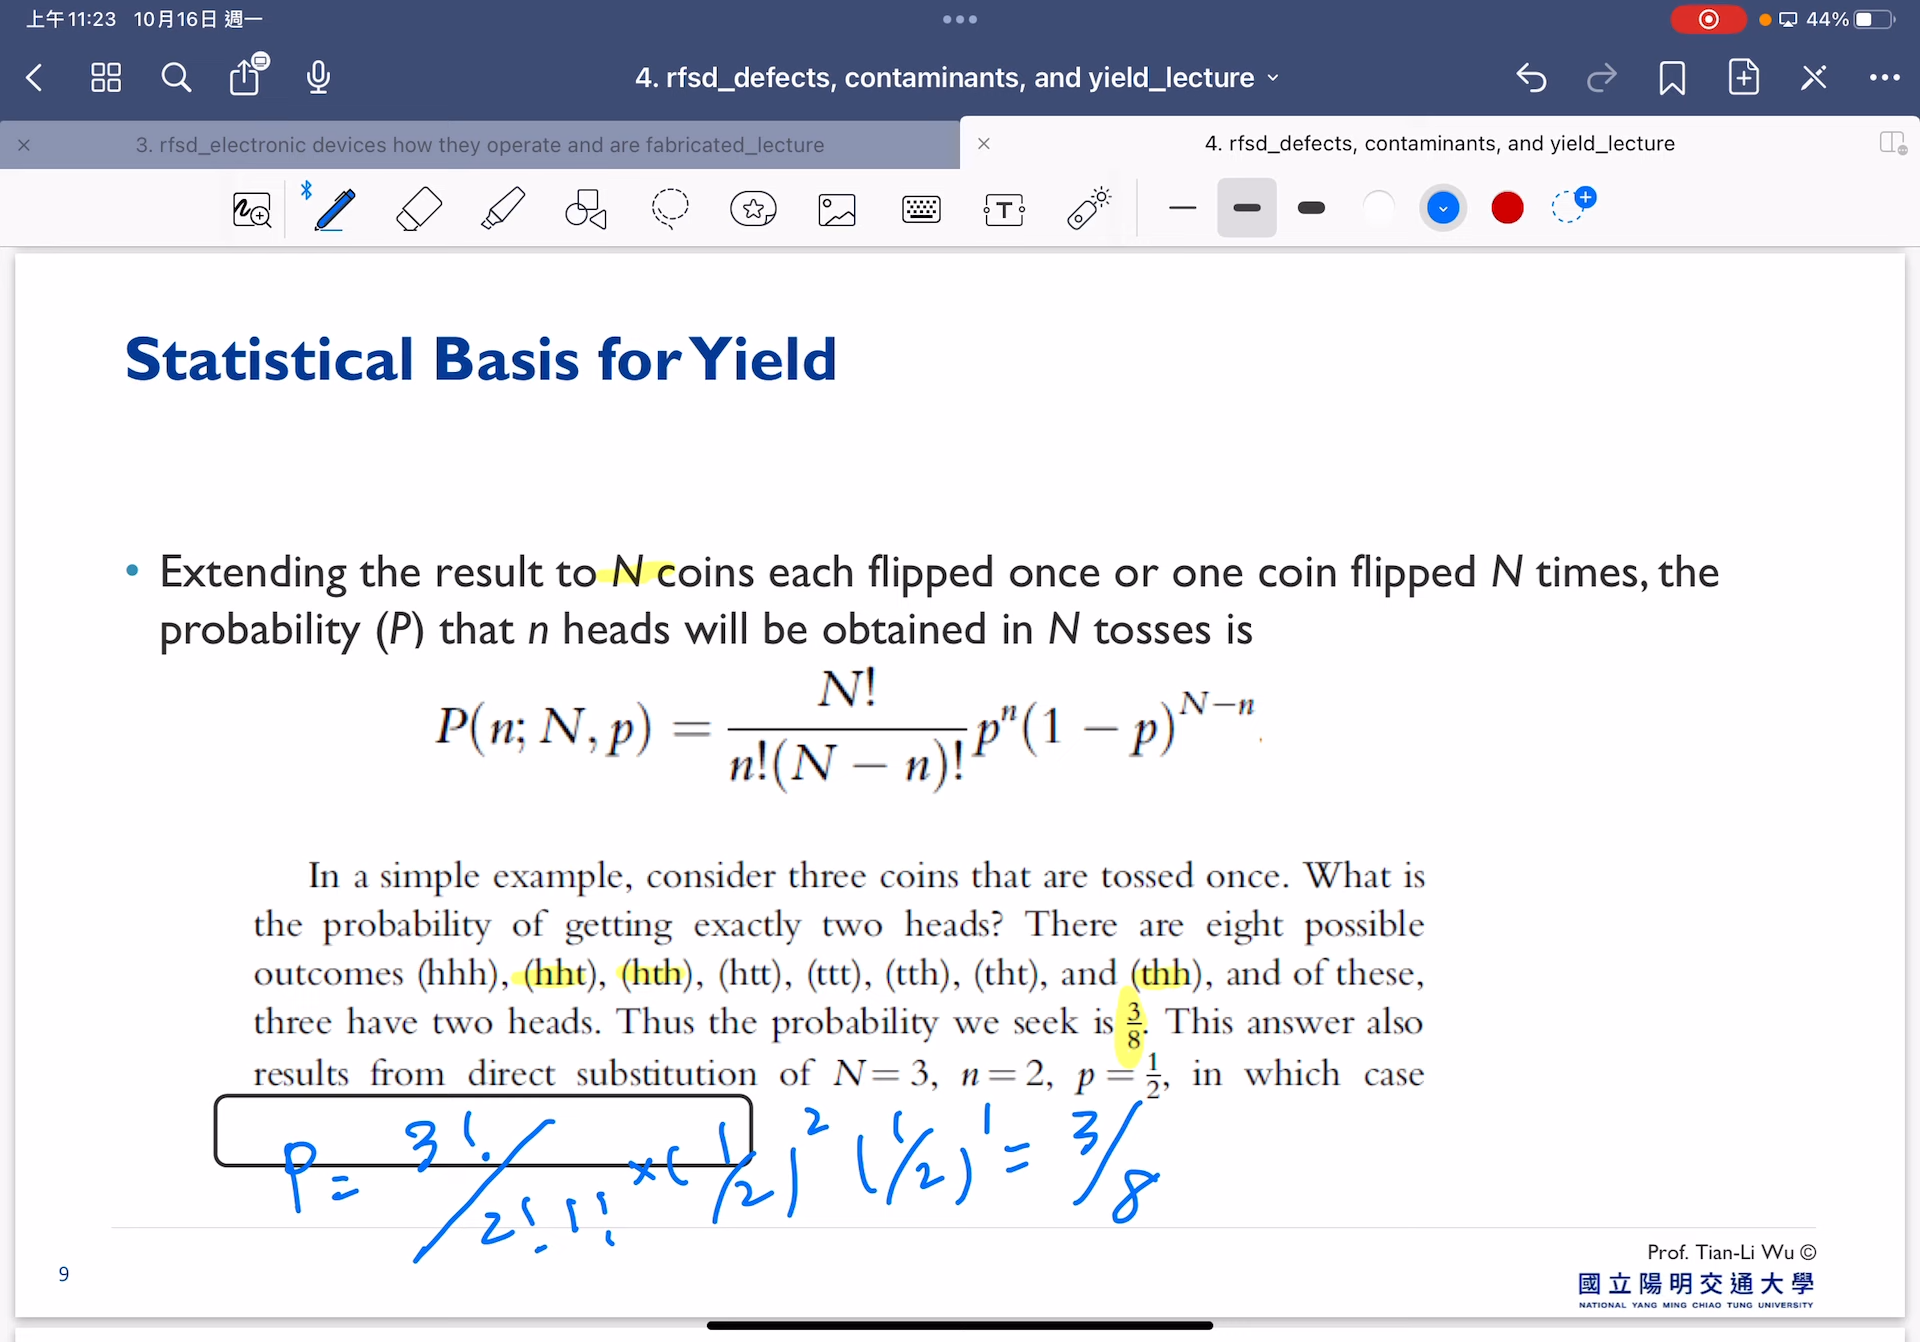 上午11:23 10月16日 週一
44%
4. rfsd_defects, contaminants, and yield_lecture
3. rfsd_electronic devices how they operate and are fabricated_lecture
4. rfsd_defects, contaminants, and yield_lecture
Statistical Basis for Yield
• Extending the result to N coins each flipped once or one coin flipped N times, the
probability (P) that n heads will be obtained in N tosses is
P(n; N, p) = N!/(n!(N − n)!) pⁿ(1 − p)ᴺ⁻ⁿ.
In a simple example, consider three coins that are tossed once. What is
the probability of getting exactly two heads? There are eight possible
outcomes (hhh), (hht), (hth), (htt), (ttt), (tth), (tht), and (thh), and of these,
three have two heads. Thus the probability we seek is 3/8. This answer also
results from direct substitution of N = 3, n = 2, p = 1/2, in which case
P = 3!/2!1! × (1/2)² (1/2)¹ = 3/8
Prof. Tian-Li Wu ©
9
國立陽明交通大學
NATIONAL YANG MING CHIAO TUNG UNIVERSITY